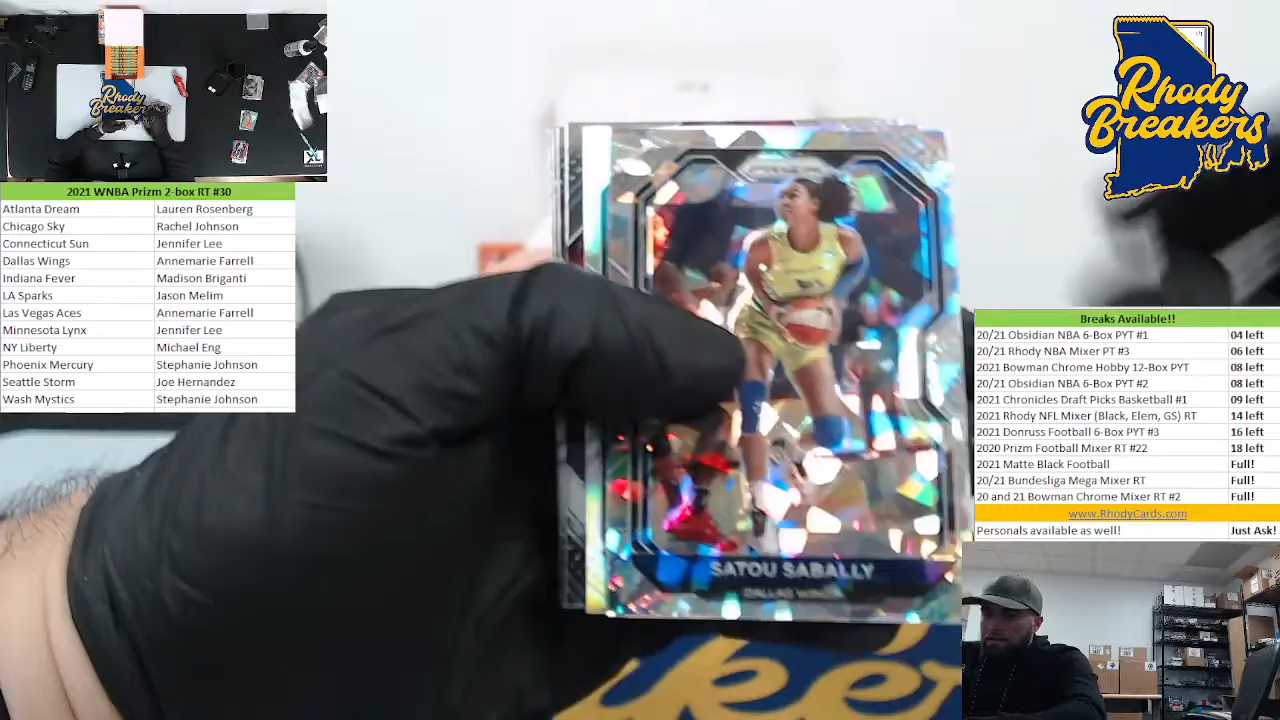 Rhody
Breakers
2021 WNBA Prizm 2-box RT #30
Atlanta Dream Lauren Rosenberg
Chicago Sky Rachel Johnson
Connecticut Sun Jennifer Lee
Dallas Wings Annemarie Farrell
Indiana Fever Madison Briganti
LA Sparks Jason Melim
Las Vegas Aces Annemarie Farrell
Minnesota Lynx Jennifer Lee
NY Liberty Michael Eng
Phoenix Mercury Stephanie Johnson
Seattle Storm Joe Hernandez
Wash Mystics Stephanie Johnson
SATOU SABALLY
DALLAS WINGS
Rhody
Breakers
Breaks Available!!
20/21 Obsidian NBA 6-Box PYT #1 04 left
20/21 Rhody NBA Mixer PT #3 06 left
2021 Bowman Chrome Hobby 12-Box PYT 08 left
20/21 Obsidian NBA 6-Box PYT #2 08 left
2021 Chronicles Draft Picks Basketball #1 09 left
2021 Rhody NFL Mixer (Black, Elem, GS) RT 14 left
2021 Donruss Football 6-Box PYT #3 16 left
2020 Prizm Football Mixer RT #22 18 left
2021 Matte Black Football Full!
20/21 Bundesliga Mega Mixer RT Full!
20 and 21 Bowman Chrome Mixer RT #2 Full!
www.RhodyCards.com
Personals available as well! Just Ask!